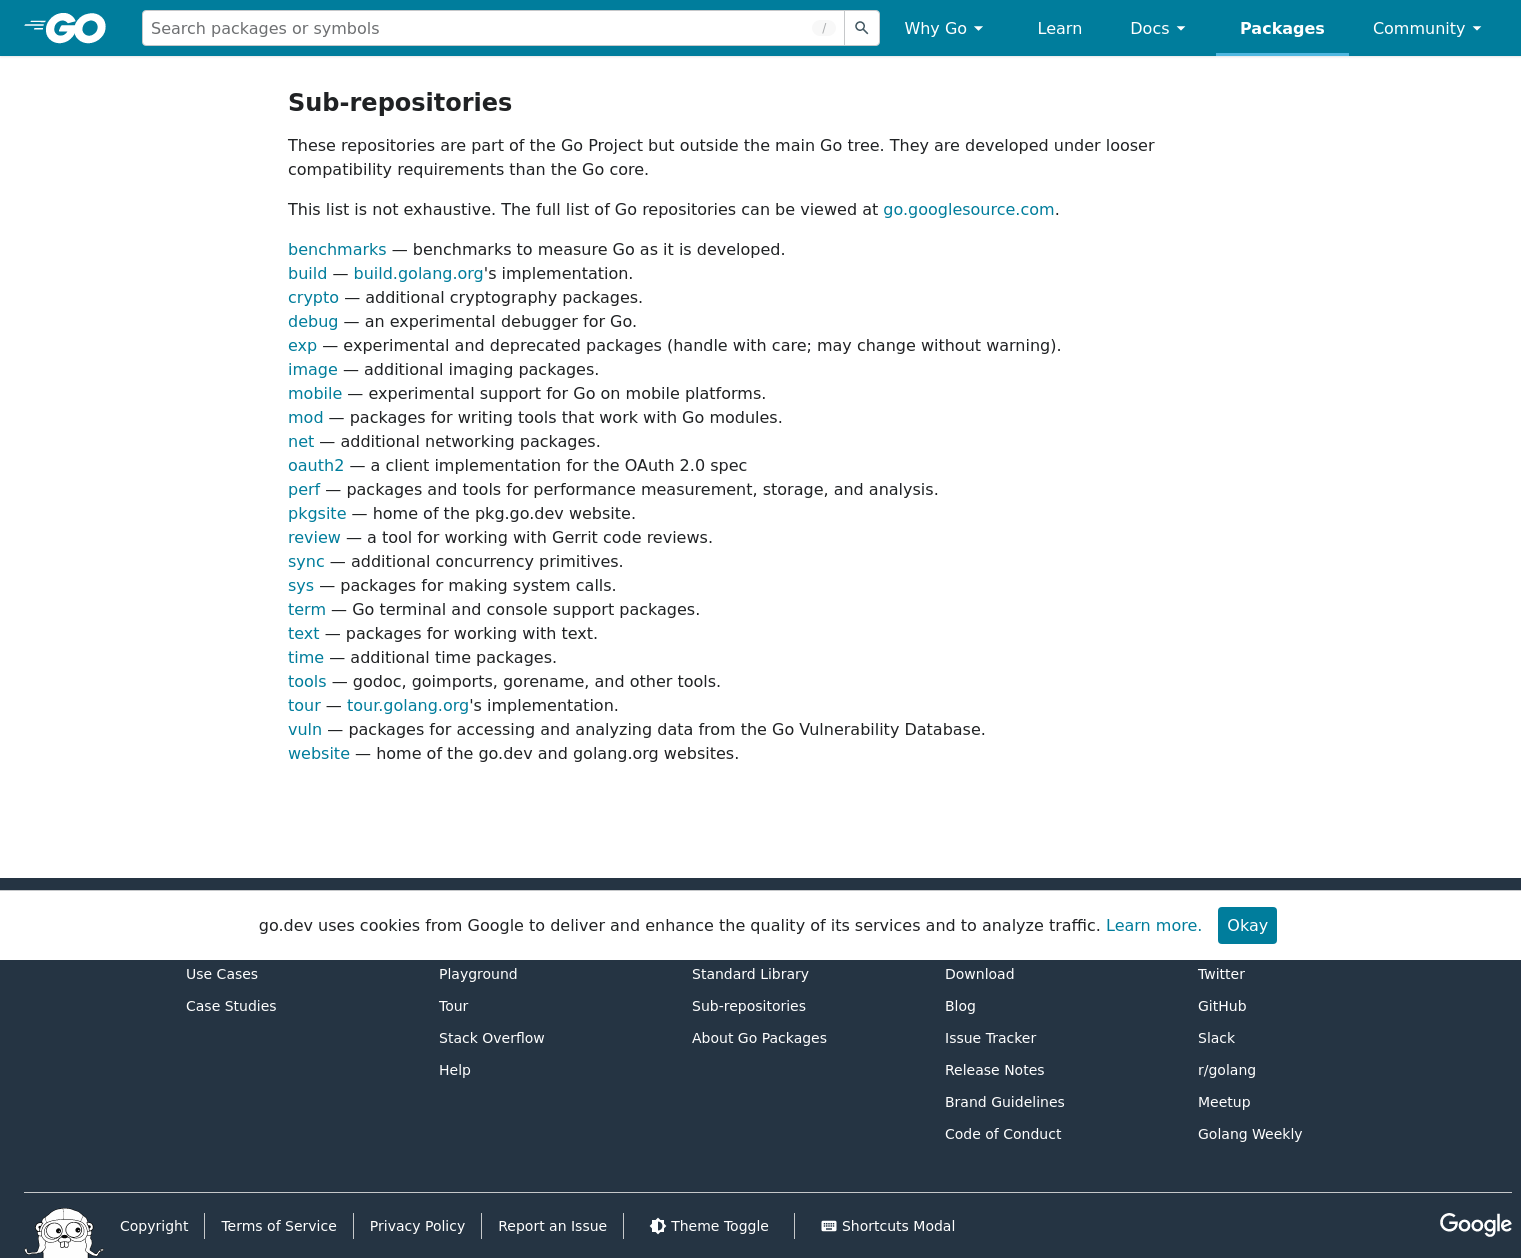 GO
Search packages or symbols /
Why Go
Learn
Docs
Packages
Community
Sub-repositories
These repositories are part of the Go Project but outside the main Go tree. They are developed under looser
compatibility requirements than the Go core.
This list is not exhaustive. The full list of Go repositories can be viewed at go.googlesource.com.
benchmarks — benchmarks to measure Go as it is developed.
build — build.golang.org's implementation.
crypto — additional cryptography packages.
debug — an experimental debugger for Go.
exp — experimental and deprecated packages (handle with care; may change without warning).
image — additional imaging packages.
mobile — experimental support for Go on mobile platforms.
mod — packages for writing tools that work with Go modules.
net — additional networking packages.
oauth2 — a client implementation for the OAuth 2.0 spec
perf — packages and tools for performance measurement, storage, and analysis.
pkgsite — home of the pkg.go.dev website.
review — a tool for working with Gerrit code reviews.
sync — additional concurrency primitives.
sys — packages for making system calls.
term — Go terminal and console support packages.
text — packages for working with text.
time — additional time packages.
tools — godoc, goimports, gorename, and other tools.
tour — tour.golang.org's implementation.
vuln — packages for accessing and analyzing data from the Go Vulnerability Database.
website — home of the go.dev and golang.org websites.
go.dev uses cookies from Google to deliver and enhance the quality of its services and to analyze traffic. Learn more.
Okay
Use Cases
Case Studies
Playground
Tour
Stack Overflow
Help
Standard Library
Sub-repositories
About Go Packages
Download
Blog
Issue Tracker
Release Notes
Brand Guidelines
Code of Conduct
Twitter
GitHub
Slack
r/golang
Meetup
Golang Weekly
Copyright
Terms of Service
Privacy Policy
Report an Issue
Theme Toggle
Shortcuts Modal
Google